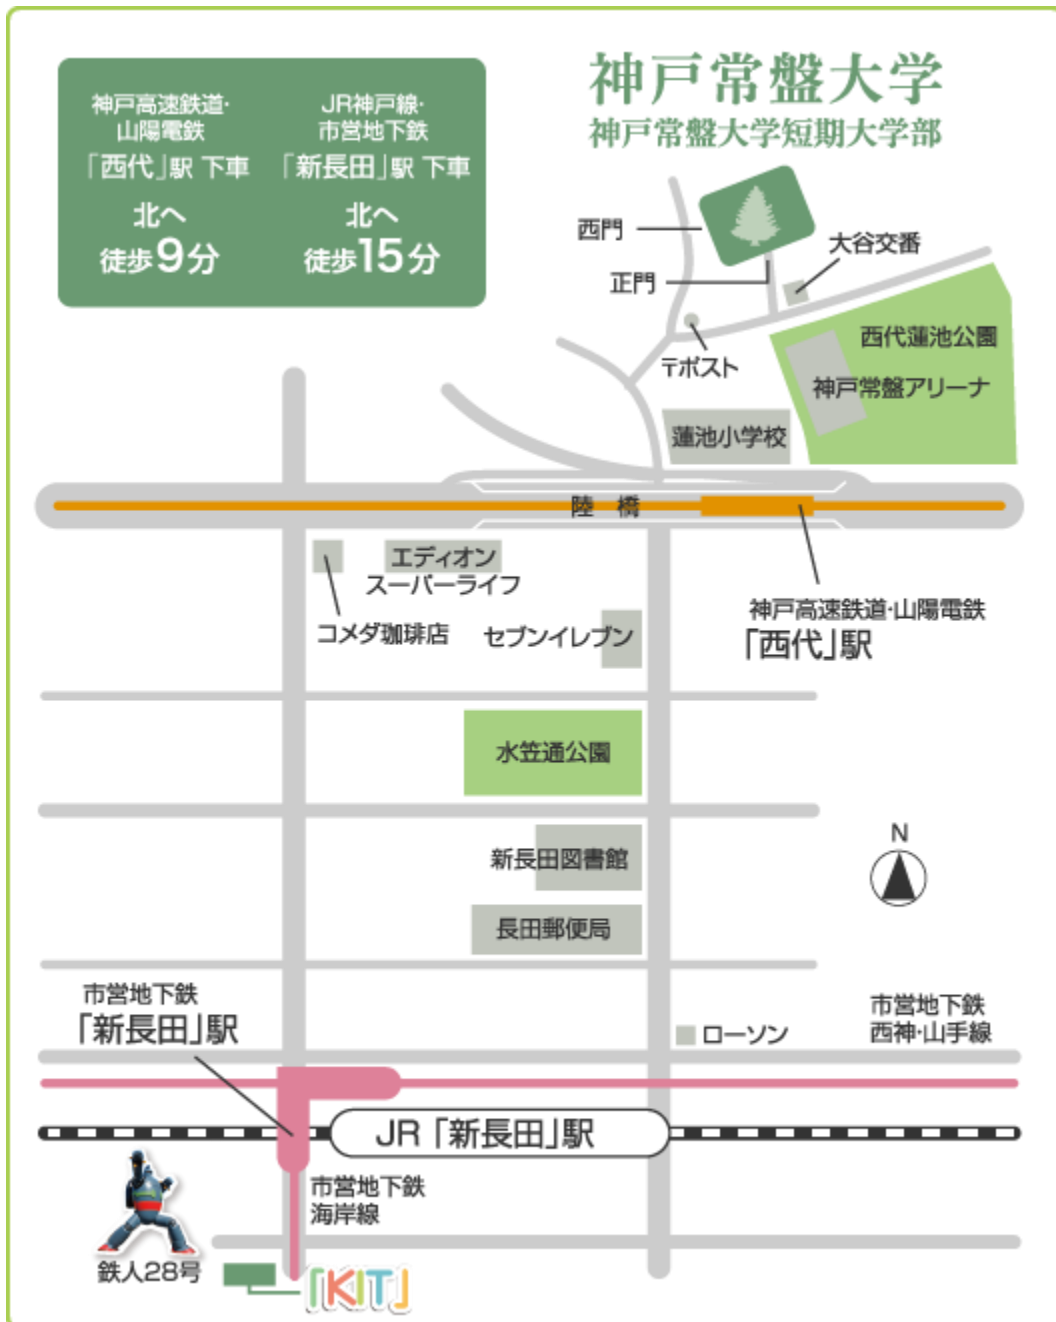 神戸高速鉄道・
山陽電鉄
「西代」駅 下車
北へ
徒歩9分
JR神戸線・
市営地下鉄
「新長田」駅 下車
北へ
徒歩15分
神戸常盤大学
神戸常盤大学短期大学部
西門
正門
大谷交番
〒ポスト
西代蓮池公園
神戸常盤アリーナ
蓮池小学校
陸 橋
エディオン
スーパーライフ
コメダ珈琲店
セブンイレブン
神戸高速鉄道・山陽電鉄
「西代」駅
水笠通公園
新長田図書館
長田郵便局
N
市営地下鉄
「新長田」駅
ローソン
市営地下鉄
西神・山手線
JR「新長田」駅
市営地下鉄
海岸線
鉄人28号
「KIT」